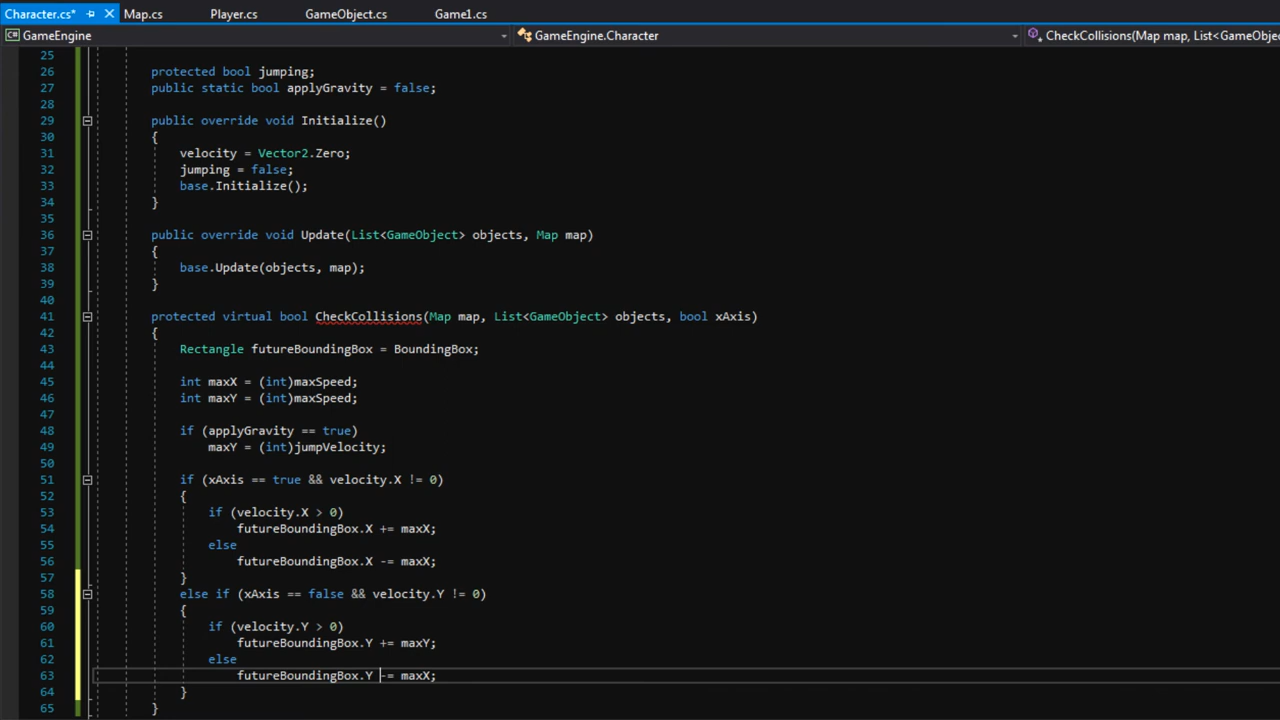 Character.cs* Map.cs Player.cs GameObject.cs Game1.cs
C# GameEngine GameEngine.Character CheckCollisions(Map map, List<GameObjec
25
26 protected bool jumping;
27 public static bool applyGravity = false;
28
29 public override void Initialize()
30 {
31 velocity = Vector2.Zero;
32 jumping = false;
33 base.Initialize();
34 }
35
36 public override void Update(List<GameObject> objects, Map map)
37 {
38 base.Update(objects, map);
39 }
40
41 protected virtual bool CheckCollisions(Map map, List<GameObject> objects, bool xAxis)
42 {
43 Rectangle futureBoundingBox = BoundingBox;
44
45 int maxX = (int)maxSpeed;
46 int maxY = (int)maxSpeed;
47
48 if (applyGravity == true)
49 maxY = (int)jumpVelocity;
50
51 if (xAxis == true && velocity.X != 0)
52 {
53 if (velocity.X > 0)
54 futureBoundingBox.X += maxX;
55 else
56 futureBoundingBox.X -= maxX;
57 }
58 else if (xAxis == false && velocity.Y != 0)
59 {
60 if (velocity.Y > 0)
61 futureBoundingBox.Y += maxY;
62 else
63 futureBoundingBox.Y -= maxX;
64 }
65 }